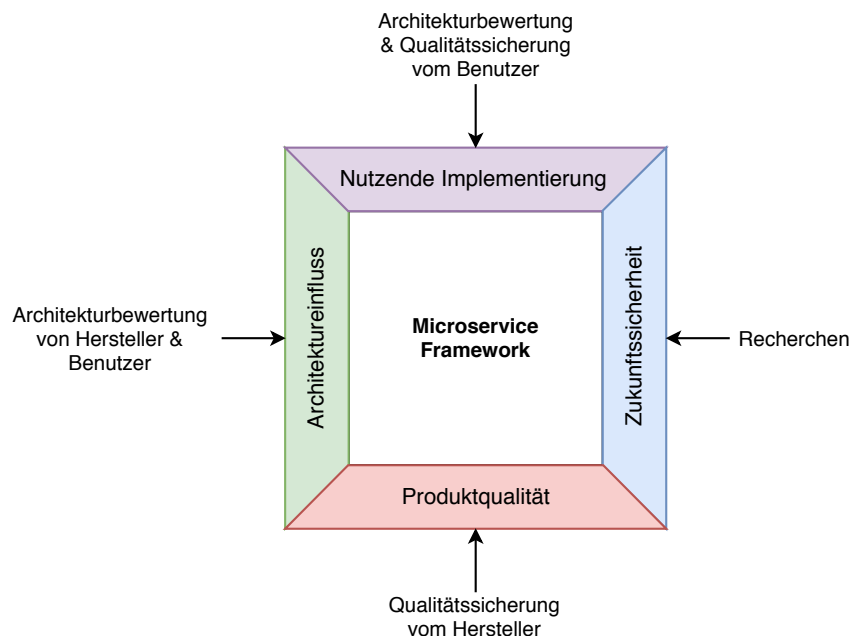 Architekturbewertung
& Qualitätssicherung
vom Benutzer
Nutzende Implementierung
Architekturbewertung
von Hersteller &
Benutzer
Architektureinfluss
Microservice
Framework
Zukunftssicherheit
Recherchen
Produktqualität
Qualitätssicherung
vom Hersteller